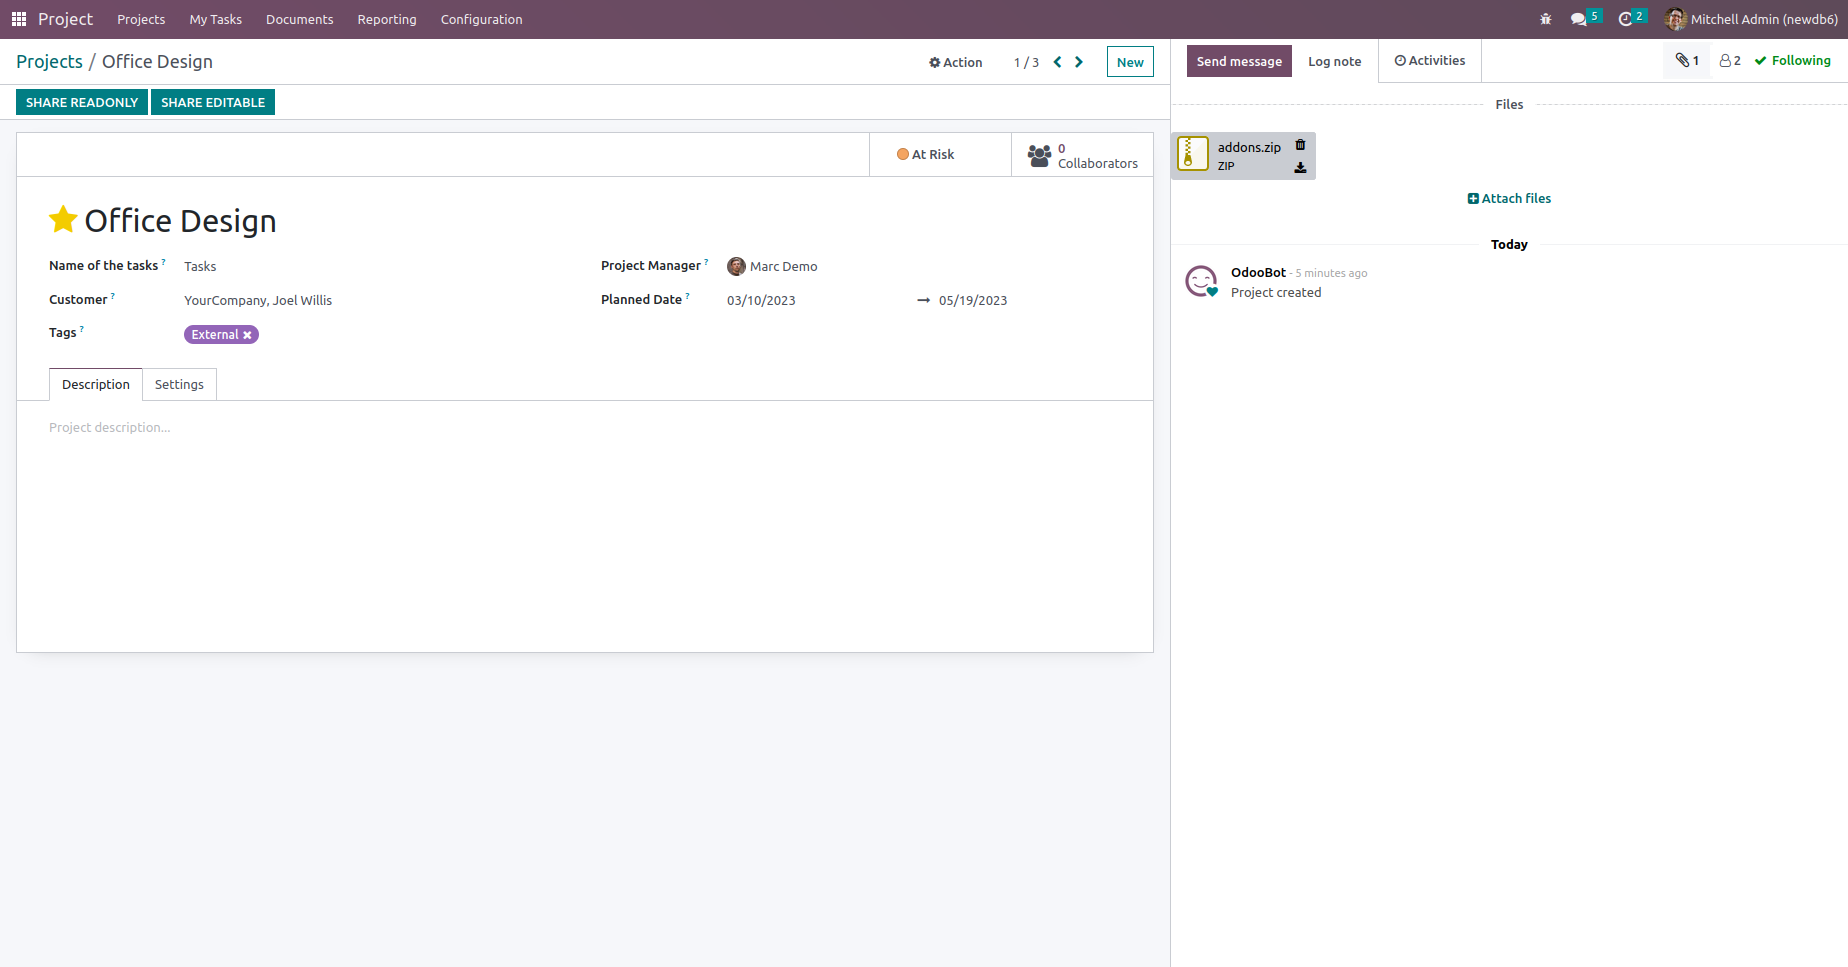 Project Projects My Tasks Documents Reporting Configuration 5 2 Mitchell Admin (newdb6)
Projects / Office Design Action 1 / 3 New
SHARE READONLY SHARE EDITABLE
At Risk 0 Collaborators
Office Design
Name of the tasks ? Tasks
Project Manager ? Marc Demo
Customer ? YourCompany, Joel Willis
Planned Date ? 03/10/2023 → 05/19/2023
Tags ? External ×
Description Settings
Project description...
Send message Log note Activities 1 2 Following
Files
addons.zip
ZIP
Attach files
Today
OdooBot - 5 minutes ago
Project created